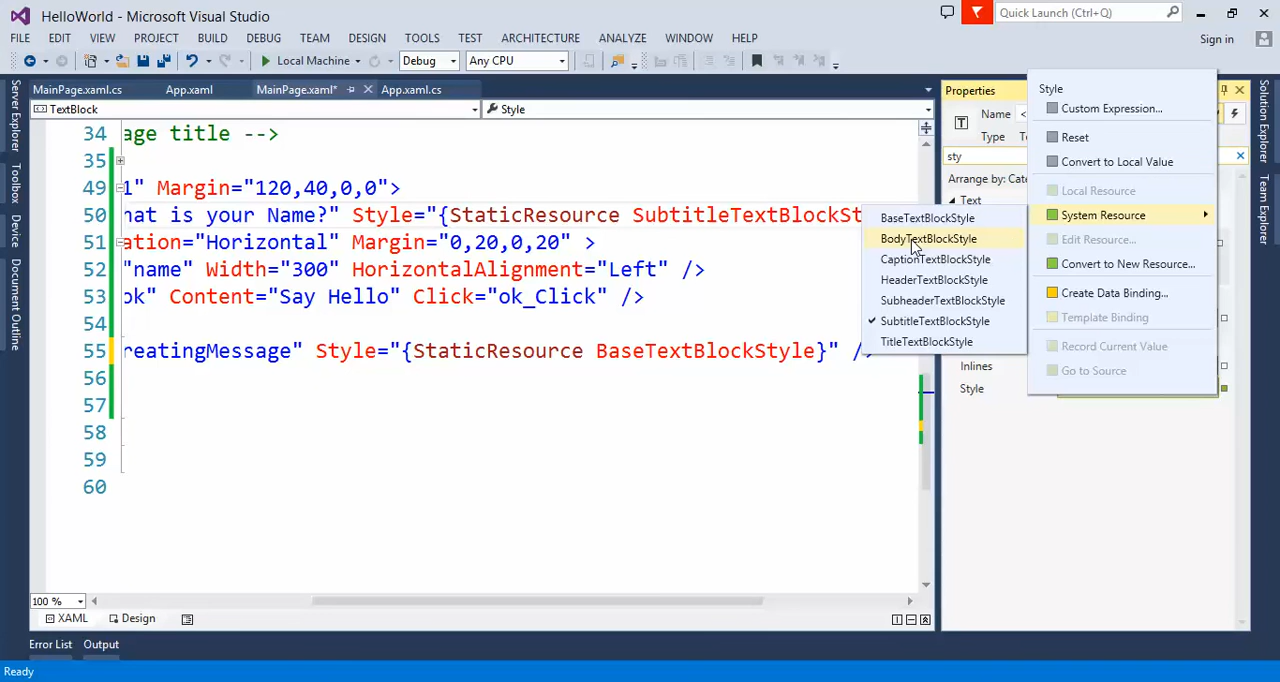 HelloWorld - Microsoft Visual Studio
Quick Launch (Ctrl+Q)
FILE EDIT VIEW PROJECT BUILD DEBUG TEAM DESIGN TOOLS TEST ARCHITECTURE ANALYZE WINDOW HELP
Sign in
Local Machine Debug Any CPU
MainPage.xaml.cs App.xaml MainPage.xaml* App.xaml.cs
TextBlock Style
34 age title -->
35
49 1" Margin="120,40,0,0">
50 hat is your Name?" Style="{StaticResource SubtitleTextBlockSt
51 ation="Horizontal" Margin="0,20,0,20" >
52 "name" Width="300" HorizontalAlignment="Left" />
53 ok" Content="Say Hello" Click="ok_Click" />
54
55 reatingMessage" Style="{StaticResource BaseTextBlockStyle}" />
56
57
58
59
60
BaseTextBlockStyle
BodyTextBlockStyle
CaptionTextBlockStyle
HeaderTextBlockStyle
SubheaderTextBlockStyle
SubtitleTextBlockStyle
TitleTextBlockStyle
Properties
Name <
Type T
sty
Arrange by: Cate
Text
Inlines
Style
Style
Custom Expression...
Reset
Convert to Local Value
Local Resource
System Resource
Edit Resource...
Convert to New Resource...
Create Data Binding...
Template Binding
Record Current Value
Go to Source
Server Explorer
Toolbox
Device
Document Outline
Solution Explorer
Team Explorer
100 %
XAML Design
Error List Output
Ready